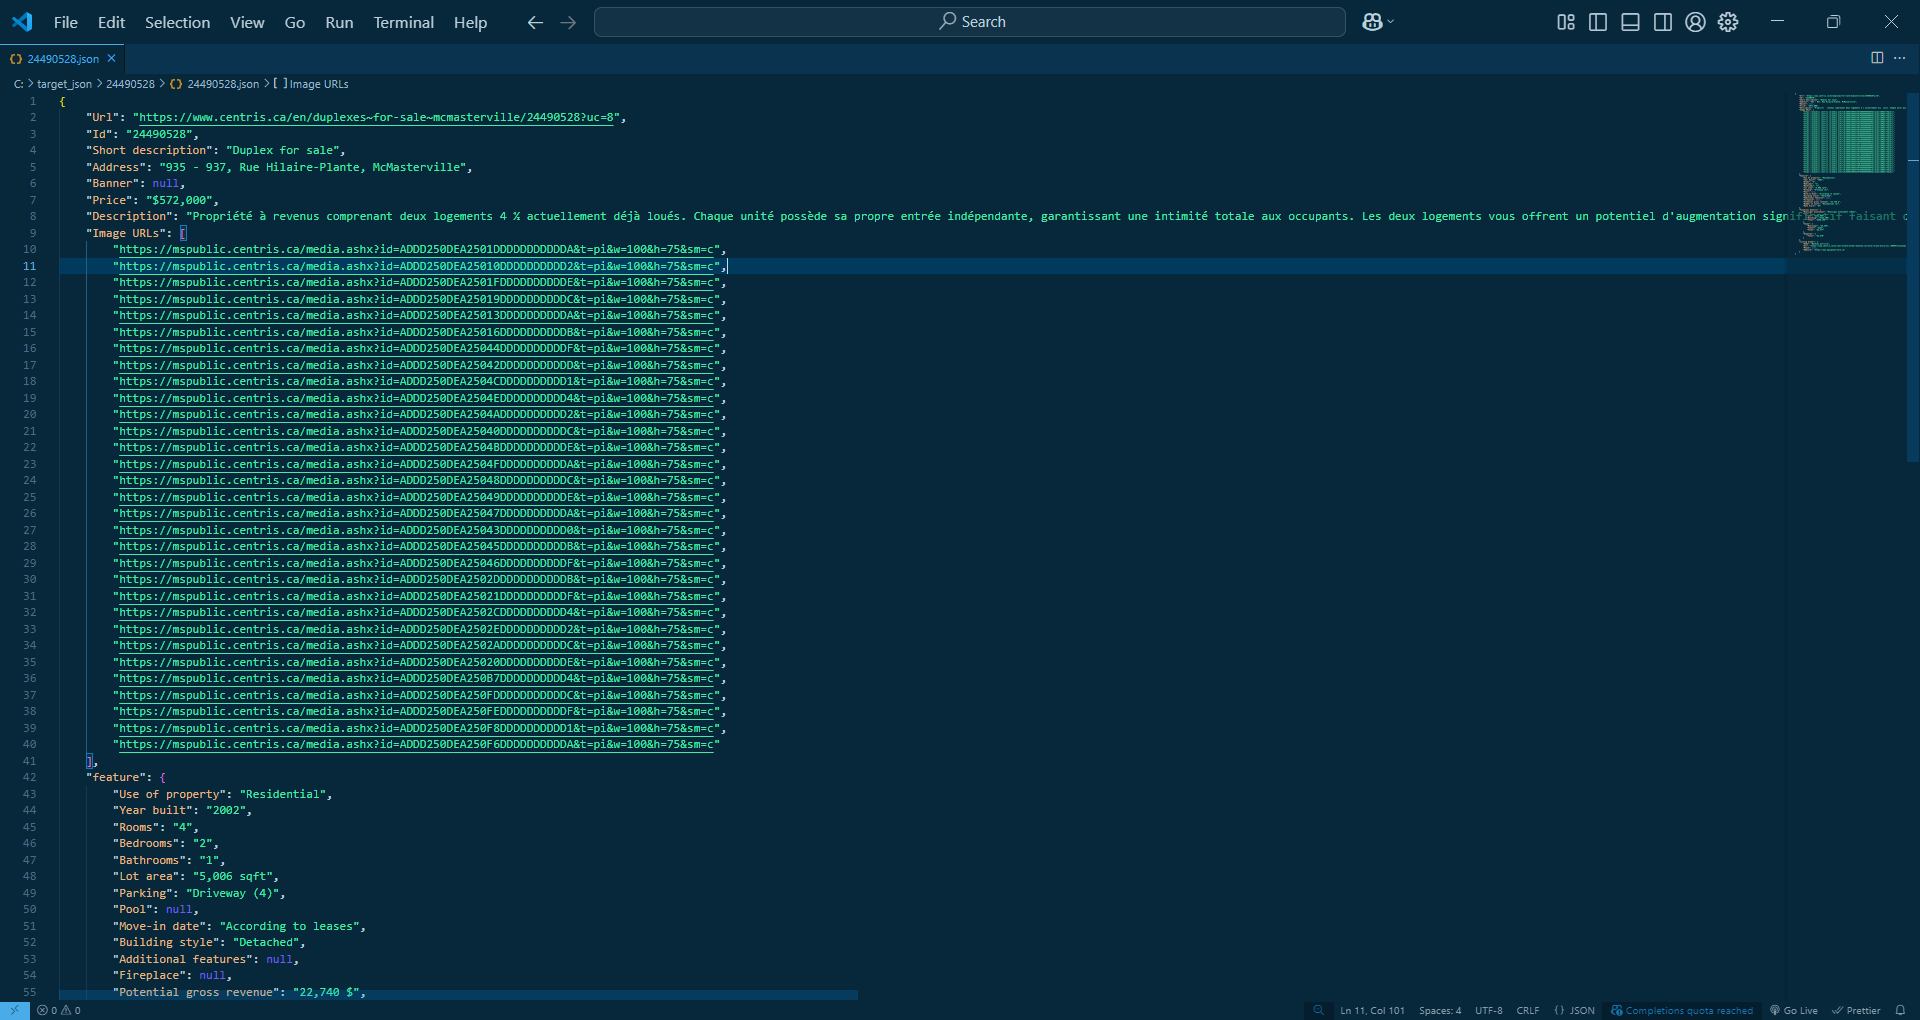 File Edit Selection View Go Run Terminal Help
Search
24490528.json
C: > target_json > 24490528 > {} 24490528.json > [ ] Image URLs
1 {
2 "Url": "https://www.centris.ca/en/duplexes~for-sale~mcmasterville/24490528?uc=8",
3 "Id": "24490528",
4 "Short description": "Duplex for sale",
5 "Address": "935 - 937, Rue Hilaire-Plante, McMasterville",
6 "Banner": null,
7 "Price": "$572,000",
8 "Description": "Propriété à revenus comprenant deux logements 4 ½ actuellement déjà loués. Chaque unité possède sa propre entrée indépendante, garantissant une intimité totale aux occupants. Les deux logements vous offrent un potentiel d'augmentation significatif faisant
9 "Image URLs": [
10 "https://mspublic.centris.ca/media.ashx?id=ADDD250DEA2501DDDDDDDDDDDA&t=pi&w=100&h=75&sm=c",
11 "https://mspublic.centris.ca/media.ashx?id=ADDD250DEA25010DDDDDDDDDD2&t=pi&w=100&h=75&sm=c",
12 "https://mspublic.centris.ca/media.ashx?id=ADDD250DEA2501FDDDDDDDDDDE&t=pi&w=100&h=75&sm=c",
13 "https://mspublic.centris.ca/media.ashx?id=ADDD250DEA25019DDDDDDDDDDC&t=pi&w=100&h=75&sm=c",
14 "https://mspublic.centris.ca/media.ashx?id=ADDD250DEA25013DDDDDDDDDDA&t=pi&w=100&h=75&sm=c",
15 "https://mspublic.centris.ca/media.ashx?id=ADDD250DEA25016DDDDDDDDDDB&t=pi&w=100&h=75&sm=c",
16 "https://mspublic.centris.ca/media.ashx?id=ADDD250DEA25044DDDDDDDDDDF&t=pi&w=100&h=75&sm=c",
17 "https://mspublic.centris.ca/media.ashx?id=ADDD250DEA25042DDDDDDDDDDD&t=pi&w=100&h=75&sm=c",
18 "https://mspublic.centris.ca/media.ashx?id=ADDD250DEA2504CDDDDDDDDDD1&t=pi&w=100&h=75&sm=c",
19 "https://mspublic.centris.ca/media.ashx?id=ADDD250DEA2504EDDDDDDDDDD4&t=pi&w=100&h=75&sm=c",
20 "https://mspublic.centris.ca/media.ashx?id=ADDD250DEA2504ADDDDDDDDDD2&t=pi&w=100&h=75&sm=c",
21 "https://mspublic.centris.ca/media.ashx?id=ADDD250DEA25040DDDDDDDDDDC&t=pi&w=100&h=75&sm=c",
22 "https://mspublic.centris.ca/media.ashx?id=ADDD250DEA2504BDDDDDDDDDDE&t=pi&w=100&h=75&sm=c",
23 "https://mspublic.centris.ca/media.ashx?id=ADDD250DEA2504FDDDDDDDDDDA&t=pi&w=100&h=75&sm=c",
24 "https://mspublic.centris.ca/media.ashx?id=ADDD250DEA25048DDDDDDDDDDC&t=pi&w=100&h=75&sm=c",
25 "https://mspublic.centris.ca/media.ashx?id=ADDD250DEA25049DDDDDDDDDDE&t=pi&w=100&h=75&sm=c",
26 "https://mspublic.centris.ca/media.ashx?id=ADDD250DEA25047DDDDDDDDDDA&t=pi&w=100&h=75&sm=c",
27 "https://mspublic.centris.ca/media.ashx?id=ADDD250DEA25043DDDDDDDDDD0&t=pi&w=100&h=75&sm=c",
28 "https://mspublic.centris.ca/media.ashx?id=ADDD250DEA25045DDDDDDDDDDB&t=pi&w=100&h=75&sm=c",
29 "https://mspublic.centris.ca/media.ashx?id=ADDD250DEA25046DDDDDDDDDDF&t=pi&w=100&h=75&sm=c",
30 "https://mspublic.centris.ca/media.ashx?id=ADDD250DEA2502DDDDDDDDDDDB&t=pi&w=100&h=75&sm=c",
31 "https://mspublic.centris.ca/media.ashx?id=ADDD250DEA25021DDDDDDDDDDF&t=pi&w=100&h=75&sm=c",
32 "https://mspublic.centris.ca/media.ashx?id=ADDD250DEA2502CDDDDDDDDDD4&t=pi&w=100&h=75&sm=c",
33 "https://mspublic.centris.ca/media.ashx?id=ADDD250DEA2502EDDDDDDDDDD2&t=pi&w=100&h=75&sm=c",
34 "https://mspublic.centris.ca/media.ashx?id=ADDD250DEA2502ADDDDDDDDDDC&t=pi&w=100&h=75&sm=c",
35 "https://mspublic.centris.ca/media.ashx?id=ADDD250DEA25020DDDDDDDDDDE&t=pi&w=100&h=75&sm=c",
36 "https://mspublic.centris.ca/media.ashx?id=ADDD250DEA250B7DDDDDDDDDD4&t=pi&w=100&h=75&sm=c",
37 "https://mspublic.centris.ca/media.ashx?id=ADDD250DEA250FDDDDDDDDDDDC&t=pi&w=100&h=75&sm=c",
38 "https://mspublic.centris.ca/media.ashx?id=ADDD250DEA250FEDDDDDDDDDDF&t=pi&w=100&h=75&sm=c",
39 "https://mspublic.centris.ca/media.ashx?id=ADDD250DEA250F8DDDDDDDDDD1&t=pi&w=100&h=75&sm=c",
40 "https://mspublic.centris.ca/media.ashx?id=ADDD250DEA250F6DDDDDDDDDDA&t=pi&w=100&h=75&sm=c"
41 ],
42 "feature": {
43 "Use of property": "Residential",
44 "Year built": "2002",
45 "Rooms": "4",
46 "Bedrooms": "2",
47 "Bathrooms": "1",
48 "Lot area": "5,006 sqft",
49 "Parking": "Driveway (4)",
50 "Pool": null,
51 "Move-in date": "According to leases",
52 "Building style": "Detached",
53 "Additional features": null,
54 "Fireplace": null,
55 "Potential gross revenue": "22,740 $",
0 0 Ln 11, Col 101 Spaces: 4 UTF-8 CRLF {} JSON Completions quota reached Go Live Prettier